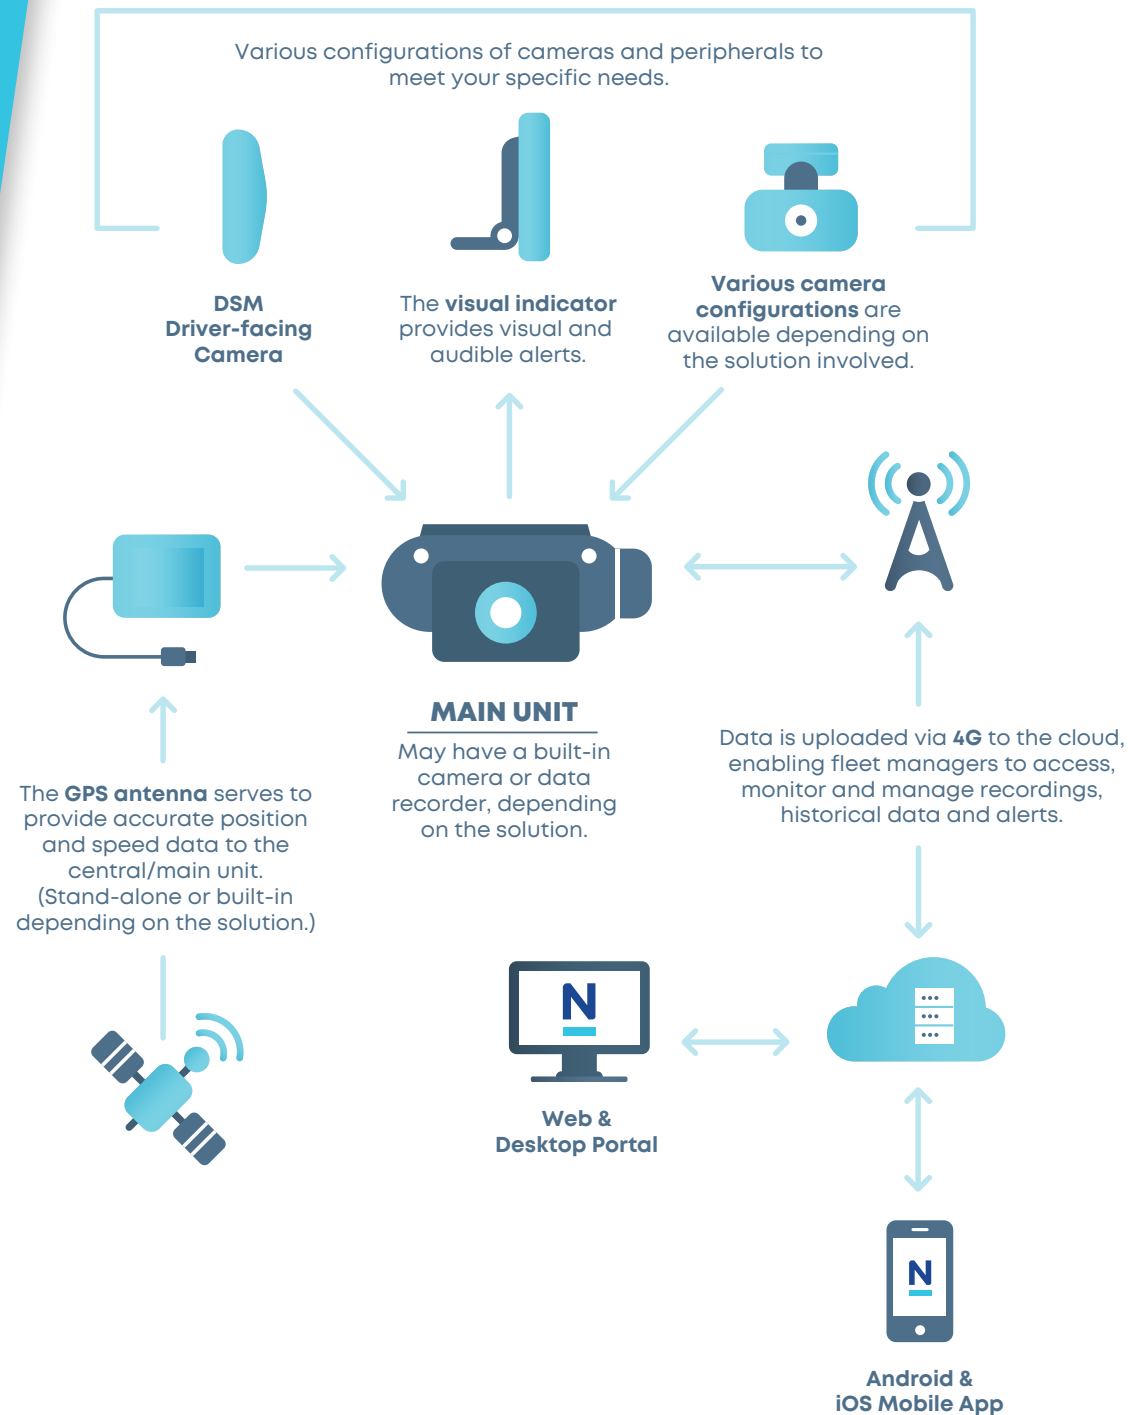 Various configurations of cameras and peripherals to
meet your specific needs.
DSM
Driver-facing
Camera
The visual indicator
provides visual and
audible alerts.
Various camera
configurations are
available depending on
the solution involved.
MAIN UNIT
May have a built-in
camera or data
recorder, depending
on the solution.
Data is uploaded via 4G to the cloud,
enabling fleet managers to access,
monitor and manage recordings,
historical data and alerts.
The GPS antenna serves to
provide accurate position
and speed data to the
central/main unit.
(Stand-alone or built-in
depending on the solution.)
N
Web &
Desktop Portal
N
Android &
iOS Mobile App